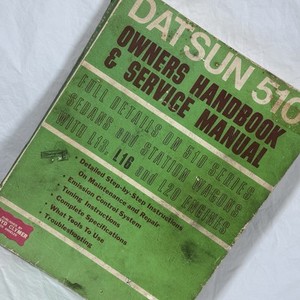 DATSUN 510
OWNERS HANDBOOK
& SERVICE MANUAL
FULL DETAILS ON 510 SERIES
SEDANS and STATION WAGONS
WITH L13, L16 and L20 ENGINES
• Detailed Step-by-Step Instructions
On Maintenance and Repair
• Emission Control System
• Tuning Instructions
• Complete Specifications
• What Tools To Use
• Troubleshooting